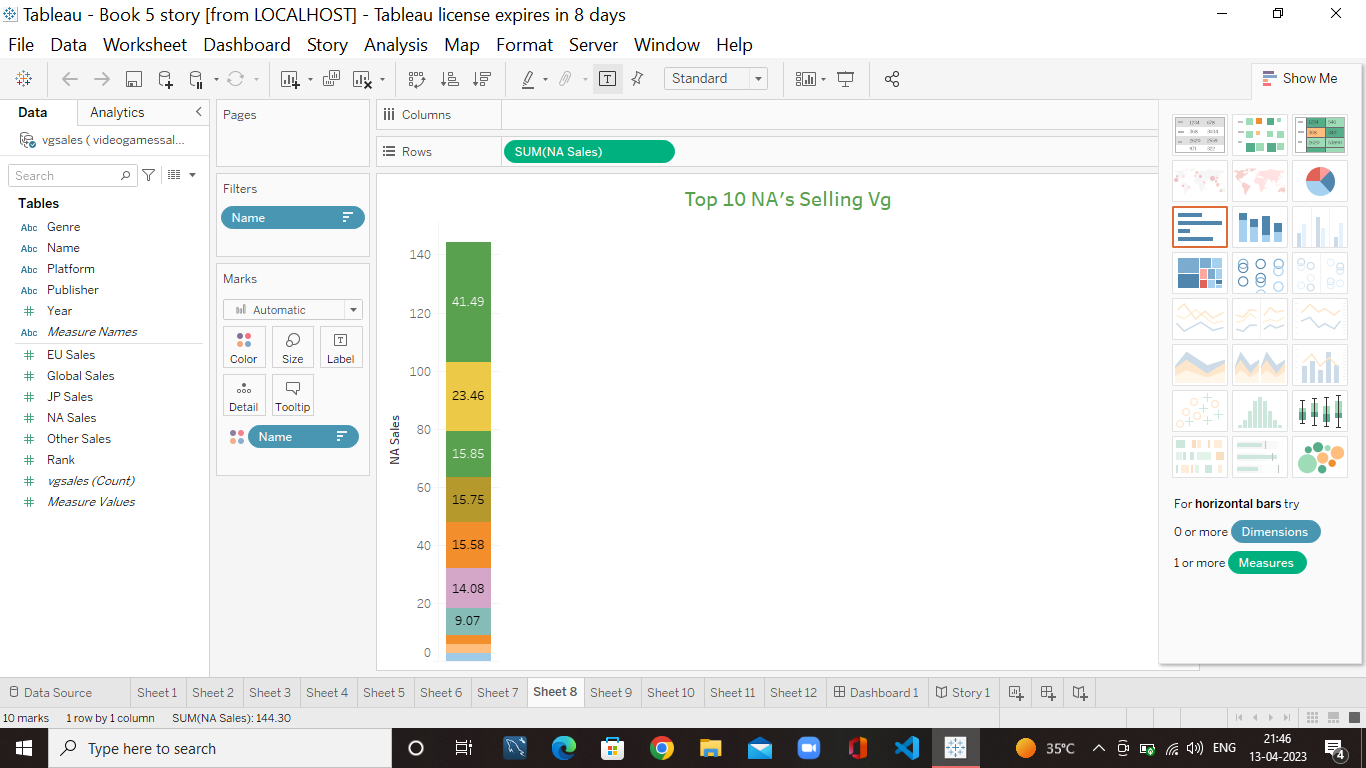 Tableau - Book 5 story [from LOCALHOST] - Tableau license expires in 8 days
File Data Worksheet Dashboard Story Analysis Map Format Server Window Help
Standard
Show Me
Data Analytics
vgsales ( videogamessal...
Search
Tables
Abc Genre
Abc Name
Abc Platform
Abc Publisher
# Year
Abc Measure Names
# EU Sales
# Global Sales
# JP Sales
# NA Sales
# Other Sales
# Rank
# vgsales (Count)
# Measure Values
Pages
Filters
Name
Marks
Automatic
Color Size Label
Detail Tooltip
Name
Columns
Rows SUM(NA Sales)
Top 10 NA's Selling Vg
NA Sales
140
120
100
80
60
40
20
0
41.49
23.46
15.85
15.75
15.58
14.08
9.07
For horizontal bars try
0 or more Dimensions
1 or more Measures
Data Source Sheet 1 Sheet 2 Sheet 3 Sheet 4 Sheet 5 Sheet 6 Sheet 7 Sheet 8 Sheet 9 Sheet 10 Sheet 11 Sheet 12 Dashboard 1 Story 1
10 marks 1 row by 1 column SUM(NA Sales): 144.30
Type here to search
35°C ENG
21:46
13-04-2023
4